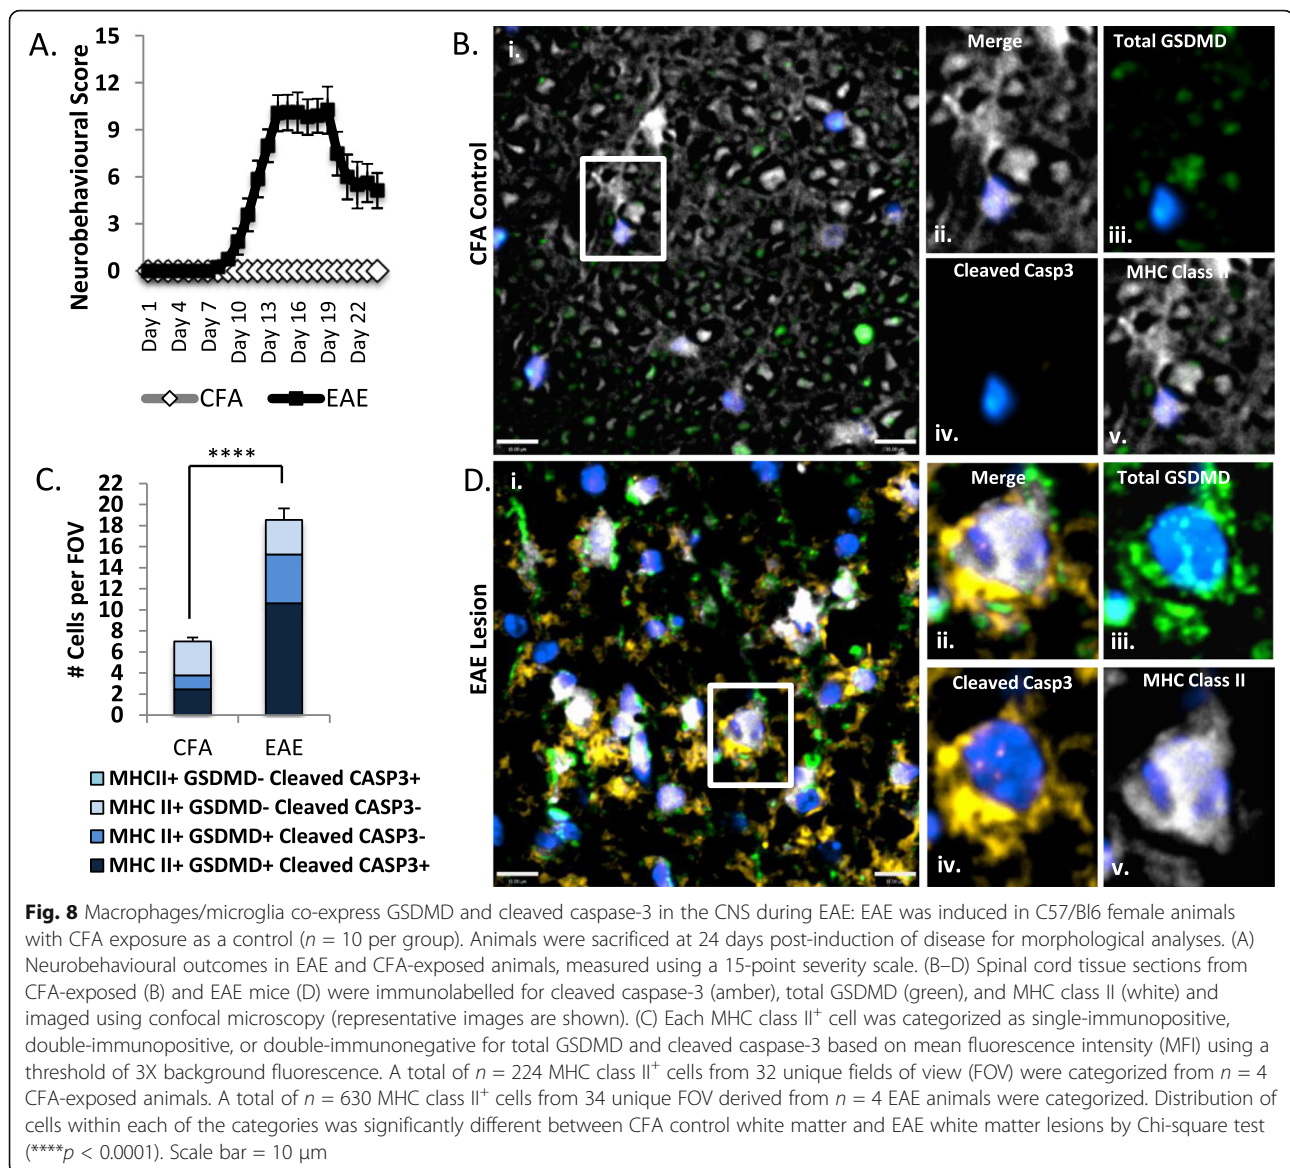 A.
Neurobehavioural Score
15
12
9
6
3
0
Day 1
Day 4
Day 7
Day 10
Day 13
Day 16
Day 19
Day 22
CFA
EAE
B.
CFA Control
i.
Merge
ii.
Total GSDMD
iii.
Cleaved Casp3
iv.
MHC Class II
v.
10.00 µm
10.00 µm
C.
****
# Cells per FOV
22
20
18
16
14
12
10
8
6
4
2
0
CFA
EAE
MHCII+ GSDMD- Cleaved CASP3+
MHC II+ GSDMD- Cleaved CASP3-
MHC II+ GSDMD+ Cleaved CASP3-
MHC II+ GSDMD+ Cleaved CASP3+
D.
EAE Lesion
i.
Merge
ii.
Total GSDMD
iii.
Cleaved Casp3
iv.
MHC Class II
v.
10.00 µm
10.00 µm
Fig. 8 Macrophages/microglia co-express GSDMD and cleaved caspase-3 in the CNS during EAE: EAE was induced in C57/Bl6 female animals
with CFA exposure as a control (n = 10 per group). Animals were sacrificed at 24 days post-induction of disease for morphological analyses. (A)
Neurobehavioural outcomes in EAE and CFA-exposed animals, measured using a 15-point severity scale. (B–D) Spinal cord tissue sections from
CFA-exposed (B) and EAE mice (D) were immunolabelled for cleaved caspase-3 (amber), total GSDMD (green), and MHC class II (white) and
imaged using confocal microscopy (representative images are shown). (C) Each MHC class II⁺ cell was categorized as single-immunopositive,
double-immunopositive, or double-immunonegative for total GSDMD and cleaved caspase-3 based on mean fluorescence intensity (MFI) using a
threshold of 3X background fluorescence. A total of n = 224 MHC class II⁺ cells from 32 unique fields of view (FOV) were categorized from n = 4
CFA-exposed animals. A total of n = 630 MHC class II⁺ cells from 34 unique FOV derived from n = 4 EAE animals were categorized. Distribution of
cells within each of the categories was significantly different between CFA control white matter and EAE white matter lesions by Chi-square test
(****p < 0.0001). Scale bar = 10 µm